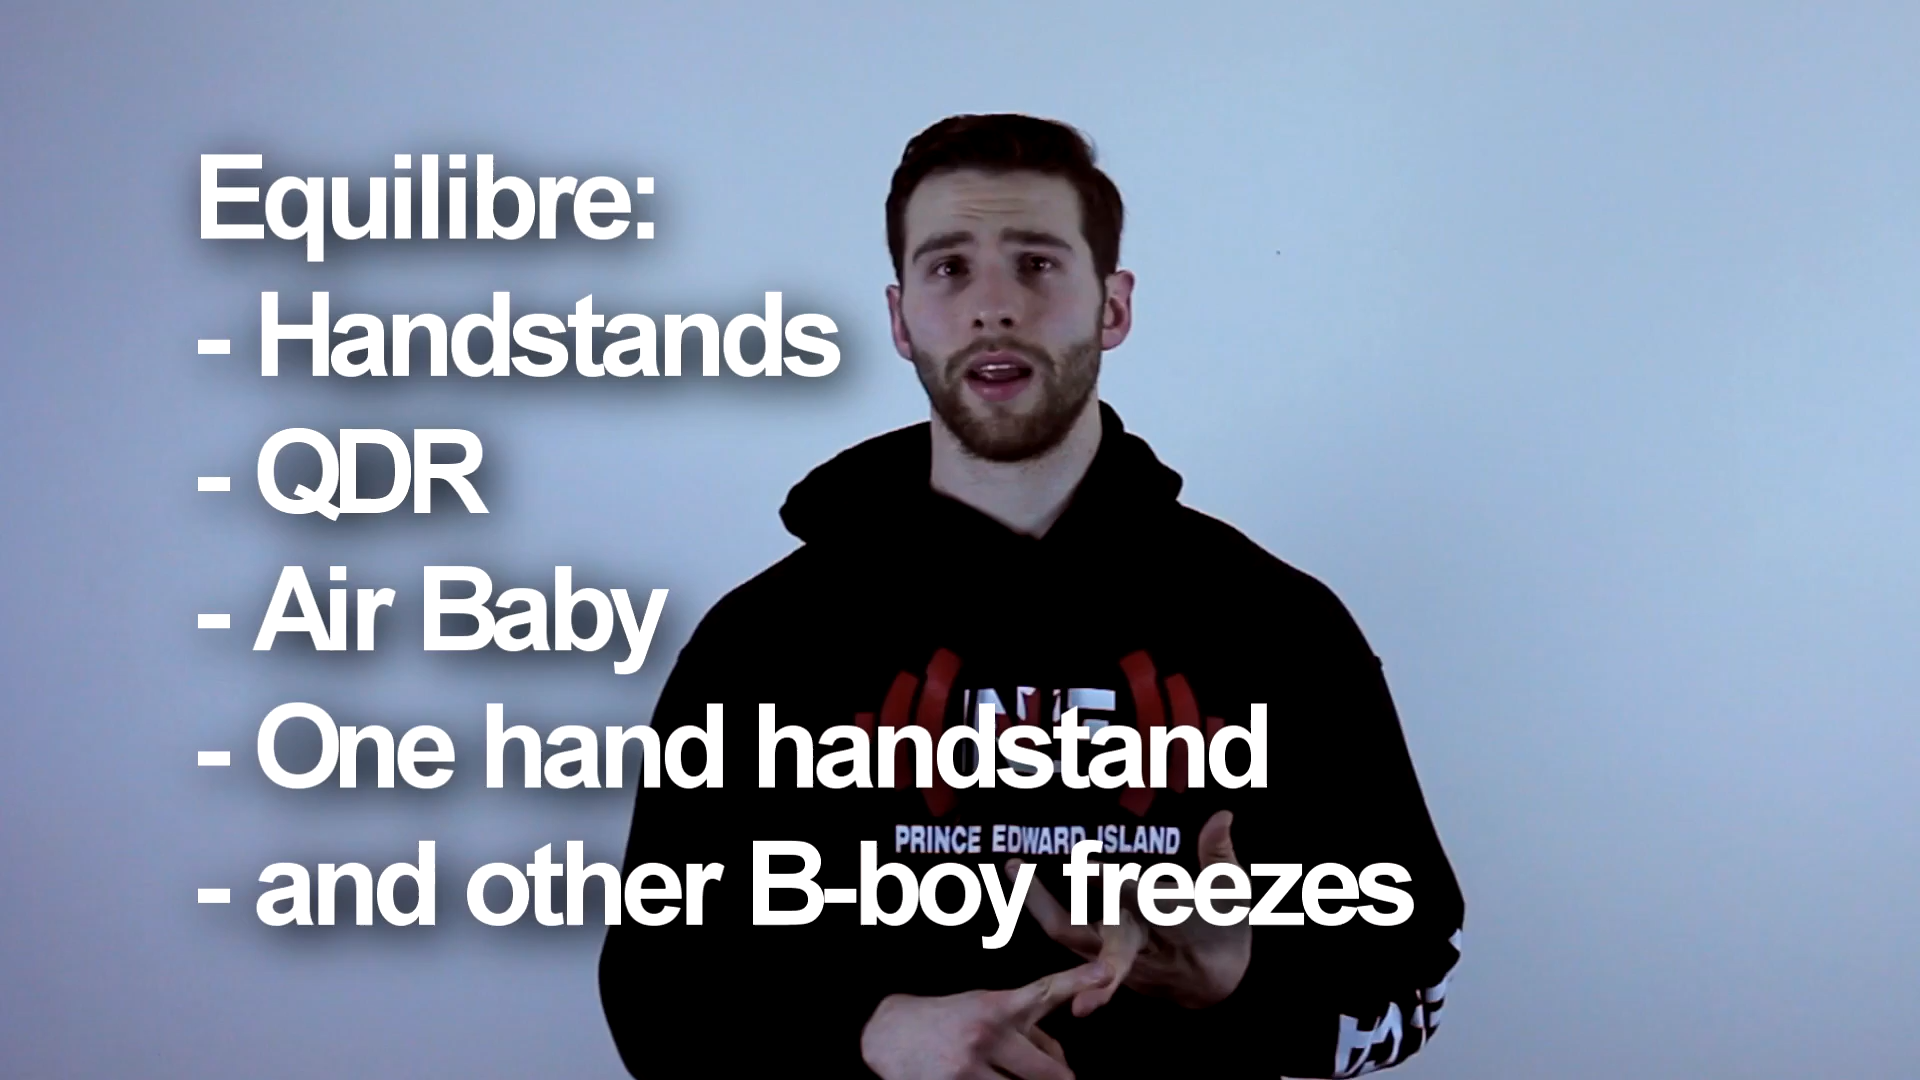 Equilibre:
- Handstands
- QDR
- Air Baby
- One hand handstand
PRINCE EDWARD ISLAND
- and other B-boy freezes